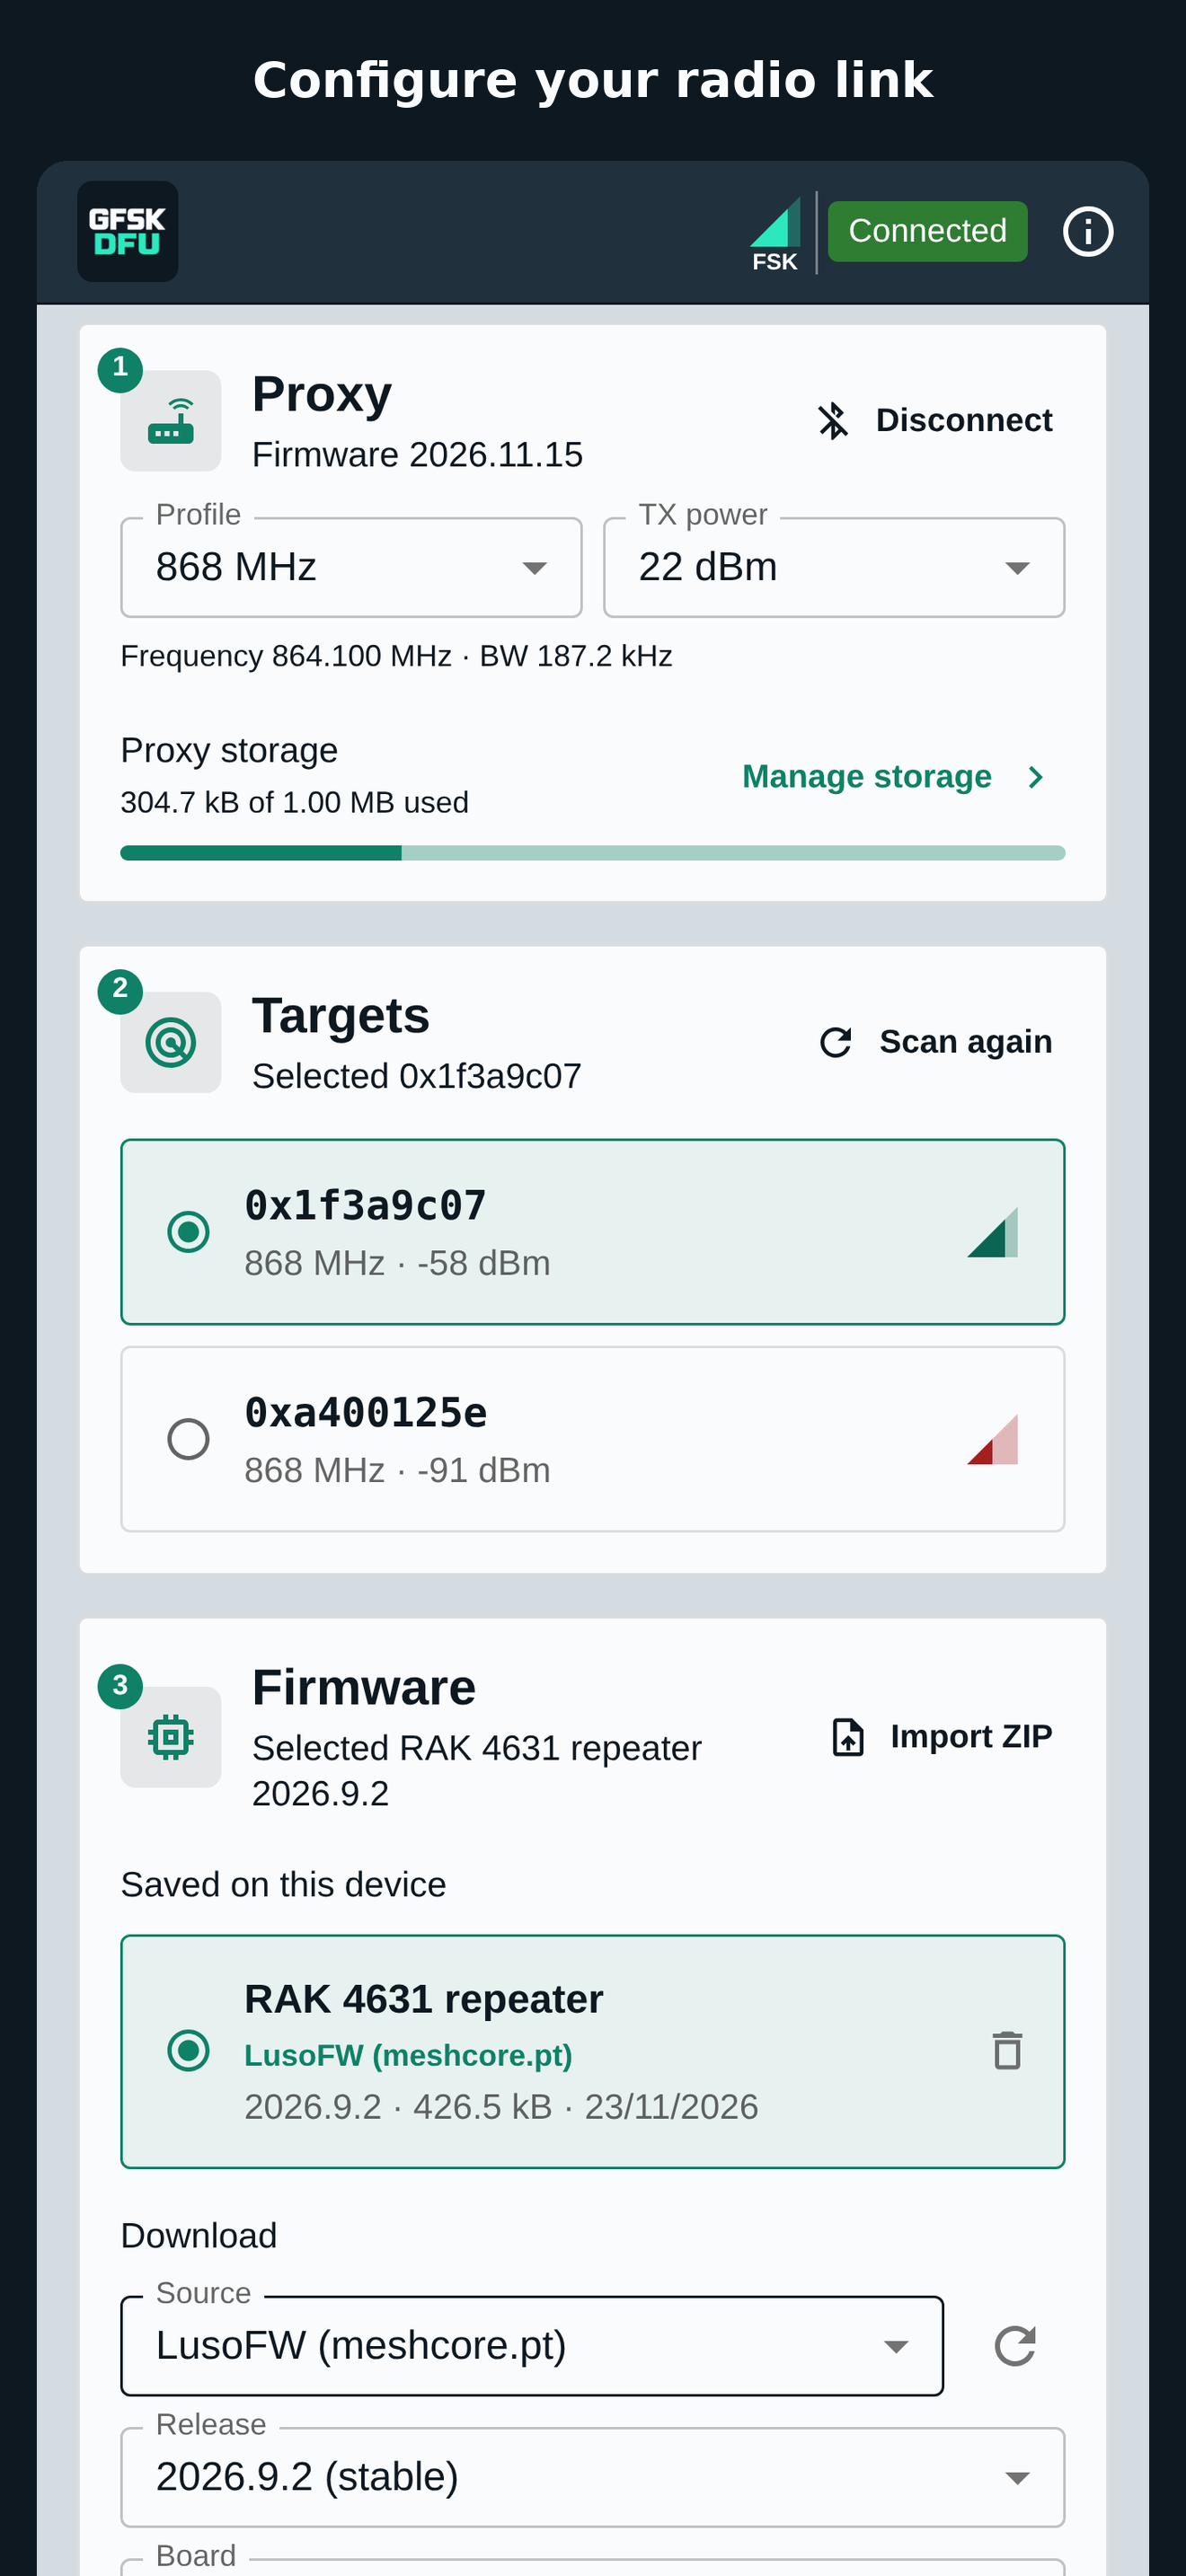 Configure your radio link
GFSK
DFU
FSK
Connected
1
Proxy
Firmware 2026.11.15
Disconnect
Profile
868 MHz
TX power
22 dBm
Frequency 864.100 MHz · BW 187.2 kHz
Proxy storage
304.7 kB of 1.00 MB used
Manage storage
2
Targets
Selected 0x1f3a9c07
Scan again
0x1f3a9c07
868 MHz · -58 dBm
0xa400125e
868 MHz · -91 dBm
3
Firmware
Selected RAK 4631 repeater
2026.9.2
Import ZIP
Saved on this device
RAK 4631 repeater
LusoFW (meshcore.pt)
2026.9.2 · 426.5 kB · 23/11/2026
Download
Source
LusoFW (meshcore.pt)
Release
2026.9.2 (stable)
Board